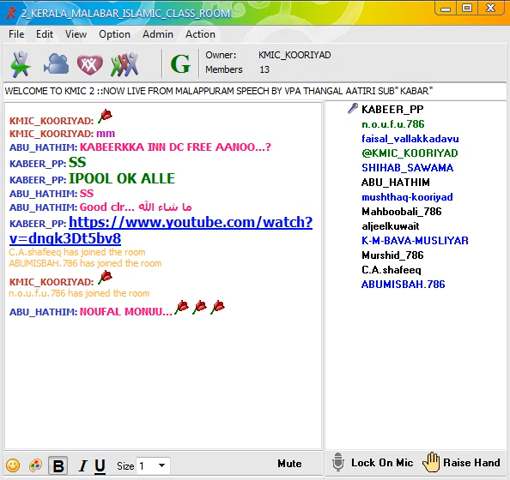 2_KERALA_MALABAR_ISLAMIC_CLASS_ROOM
File Edit View Option Admin Action
G Owner: KMIC_KOORIYAD
Members 13
WELCOME TO KMIC 2 ::NOW LIVE FROM MALAPPURAM SPEECH BY VPA THANGAL AATIRI SUB" KABAR"
KMIC_KOORIYAD:
KMIC_KOORIYAD: mm
ABU_HATHIM: KABEERKKA INN DC FREE AANOO...?
KABEER_PP: SS
KABEER_PP: IPOOL OK ALLE
ABU_HATHIM: SS
ABU_HATHIM: Good clr... ما شاء الله
KABEER_PP: https://www.youtube.com/watch?
v=dnqk3Dt5bv8
C.A.shafeeq has joined the room
ABUMISBAH.786 has joined the room
KMIC_KOORIYAD:
n.o.u.f.u.786 has joined the room
ABU_HATHIM: NOUFAL MONUU...
KABEER_PP
n.o.u.f.u.786
faisal_vallakkadavu
@KMIC_KOORIYAD
SHIHAB_SAWAMA
ABU_HATHIM
mushthaq-kooriyad
Mahboobali_786
aljeelkuwait
K-M-BAVA-MUSLIYAR
Murshid_786
C.A.shafeeq
ABUMISBAH.786
B I U Size 1 Mute
Lock On Mic Raise Hand